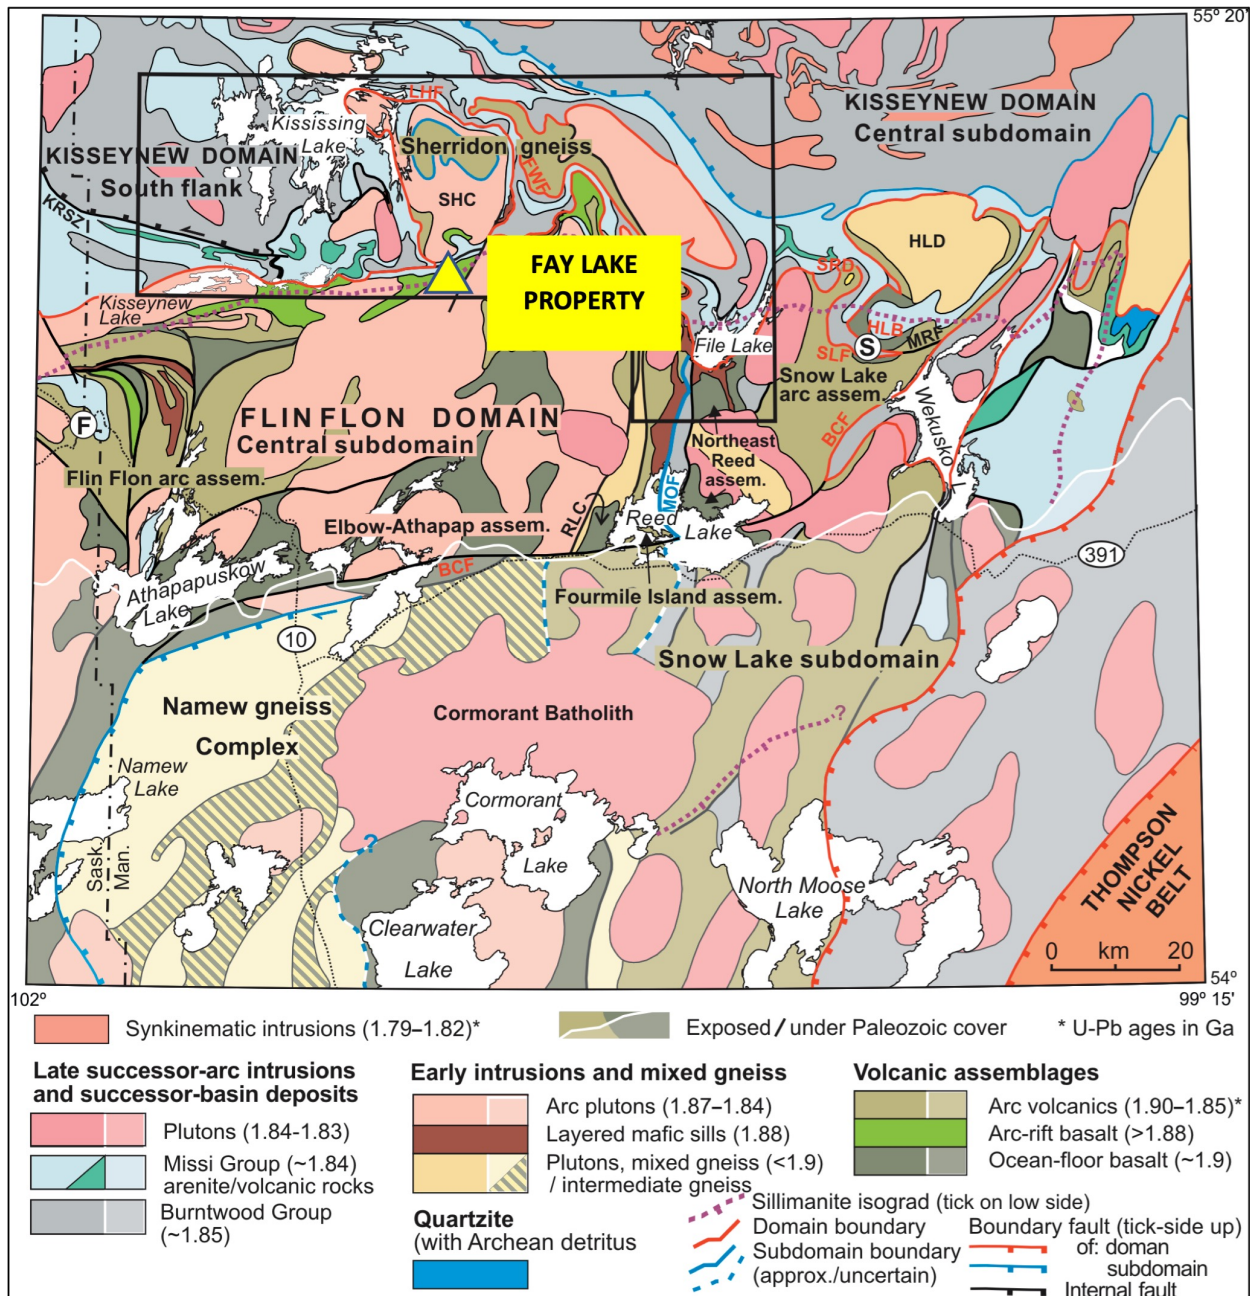 55° 20'
KISSEYNEW DOMAIN
Central subdomain
LHF
Kississing
Lake
Sherridon gneiss
KISSEYNEW DOMAIN
South flank
FWF
KRSZ
SHC
HLD
FAY LAKE
PROPERTY
SRD
Kisseynew
Lake
HLB
MRF
File Lake
SLF
S
Snow Lake
arc assem.
FLIN FLON DOMAIN
Central subdomain
F
BCF
Wekusko
L
Northeast
Reed
assem.
Flin Flon arc assem.
MOF
RLC
Elbow-Athapap assem.
Reed
Lake
391
Athapapuskow
Lake
BCF
Fourmile Island assem.
10
Snow Lake subdomain
Namew gneiss
Complex
Cormorant Batholith
?
Namew
Lake
Cormorant
Lake
?
Sask.
Man.
North Moose
Lake
THOMPSON
NICKEL
BELT
Clearwater
Lake
0 km 20
102°
54°
99° 15'
Synkinematic intrusions (1.79–1.82)*
Exposed / under Paleozoic cover
* U-Pb ages in Ga
Late successor-arc intrusions
and successor-basin deposits
Plutons (1.84-1.83)
Missi Group (~1.84)
arenite/volcanic rocks
Burntwood Group
(~1.85)
Early intrusions and mixed gneiss
Arc plutons (1.87–1.84)
Layered mafic sills (1.88)
Plutons, mixed gneiss (<1.9)
/ intermediate gneiss
Quartzite
(with Archean detritus
Volcanic assemblages
Arc volcanics (1.90–1.85)*
Arc-rift basalt (>1.88)
Ocean-floor basalt (~1.9)
Sillimanite isograd (tick on low side)
Domain boundary
Subdomain boundary
(approx./uncertain)
Boundary fault (tick-side up)
of: doman
subdomain
Internal fault